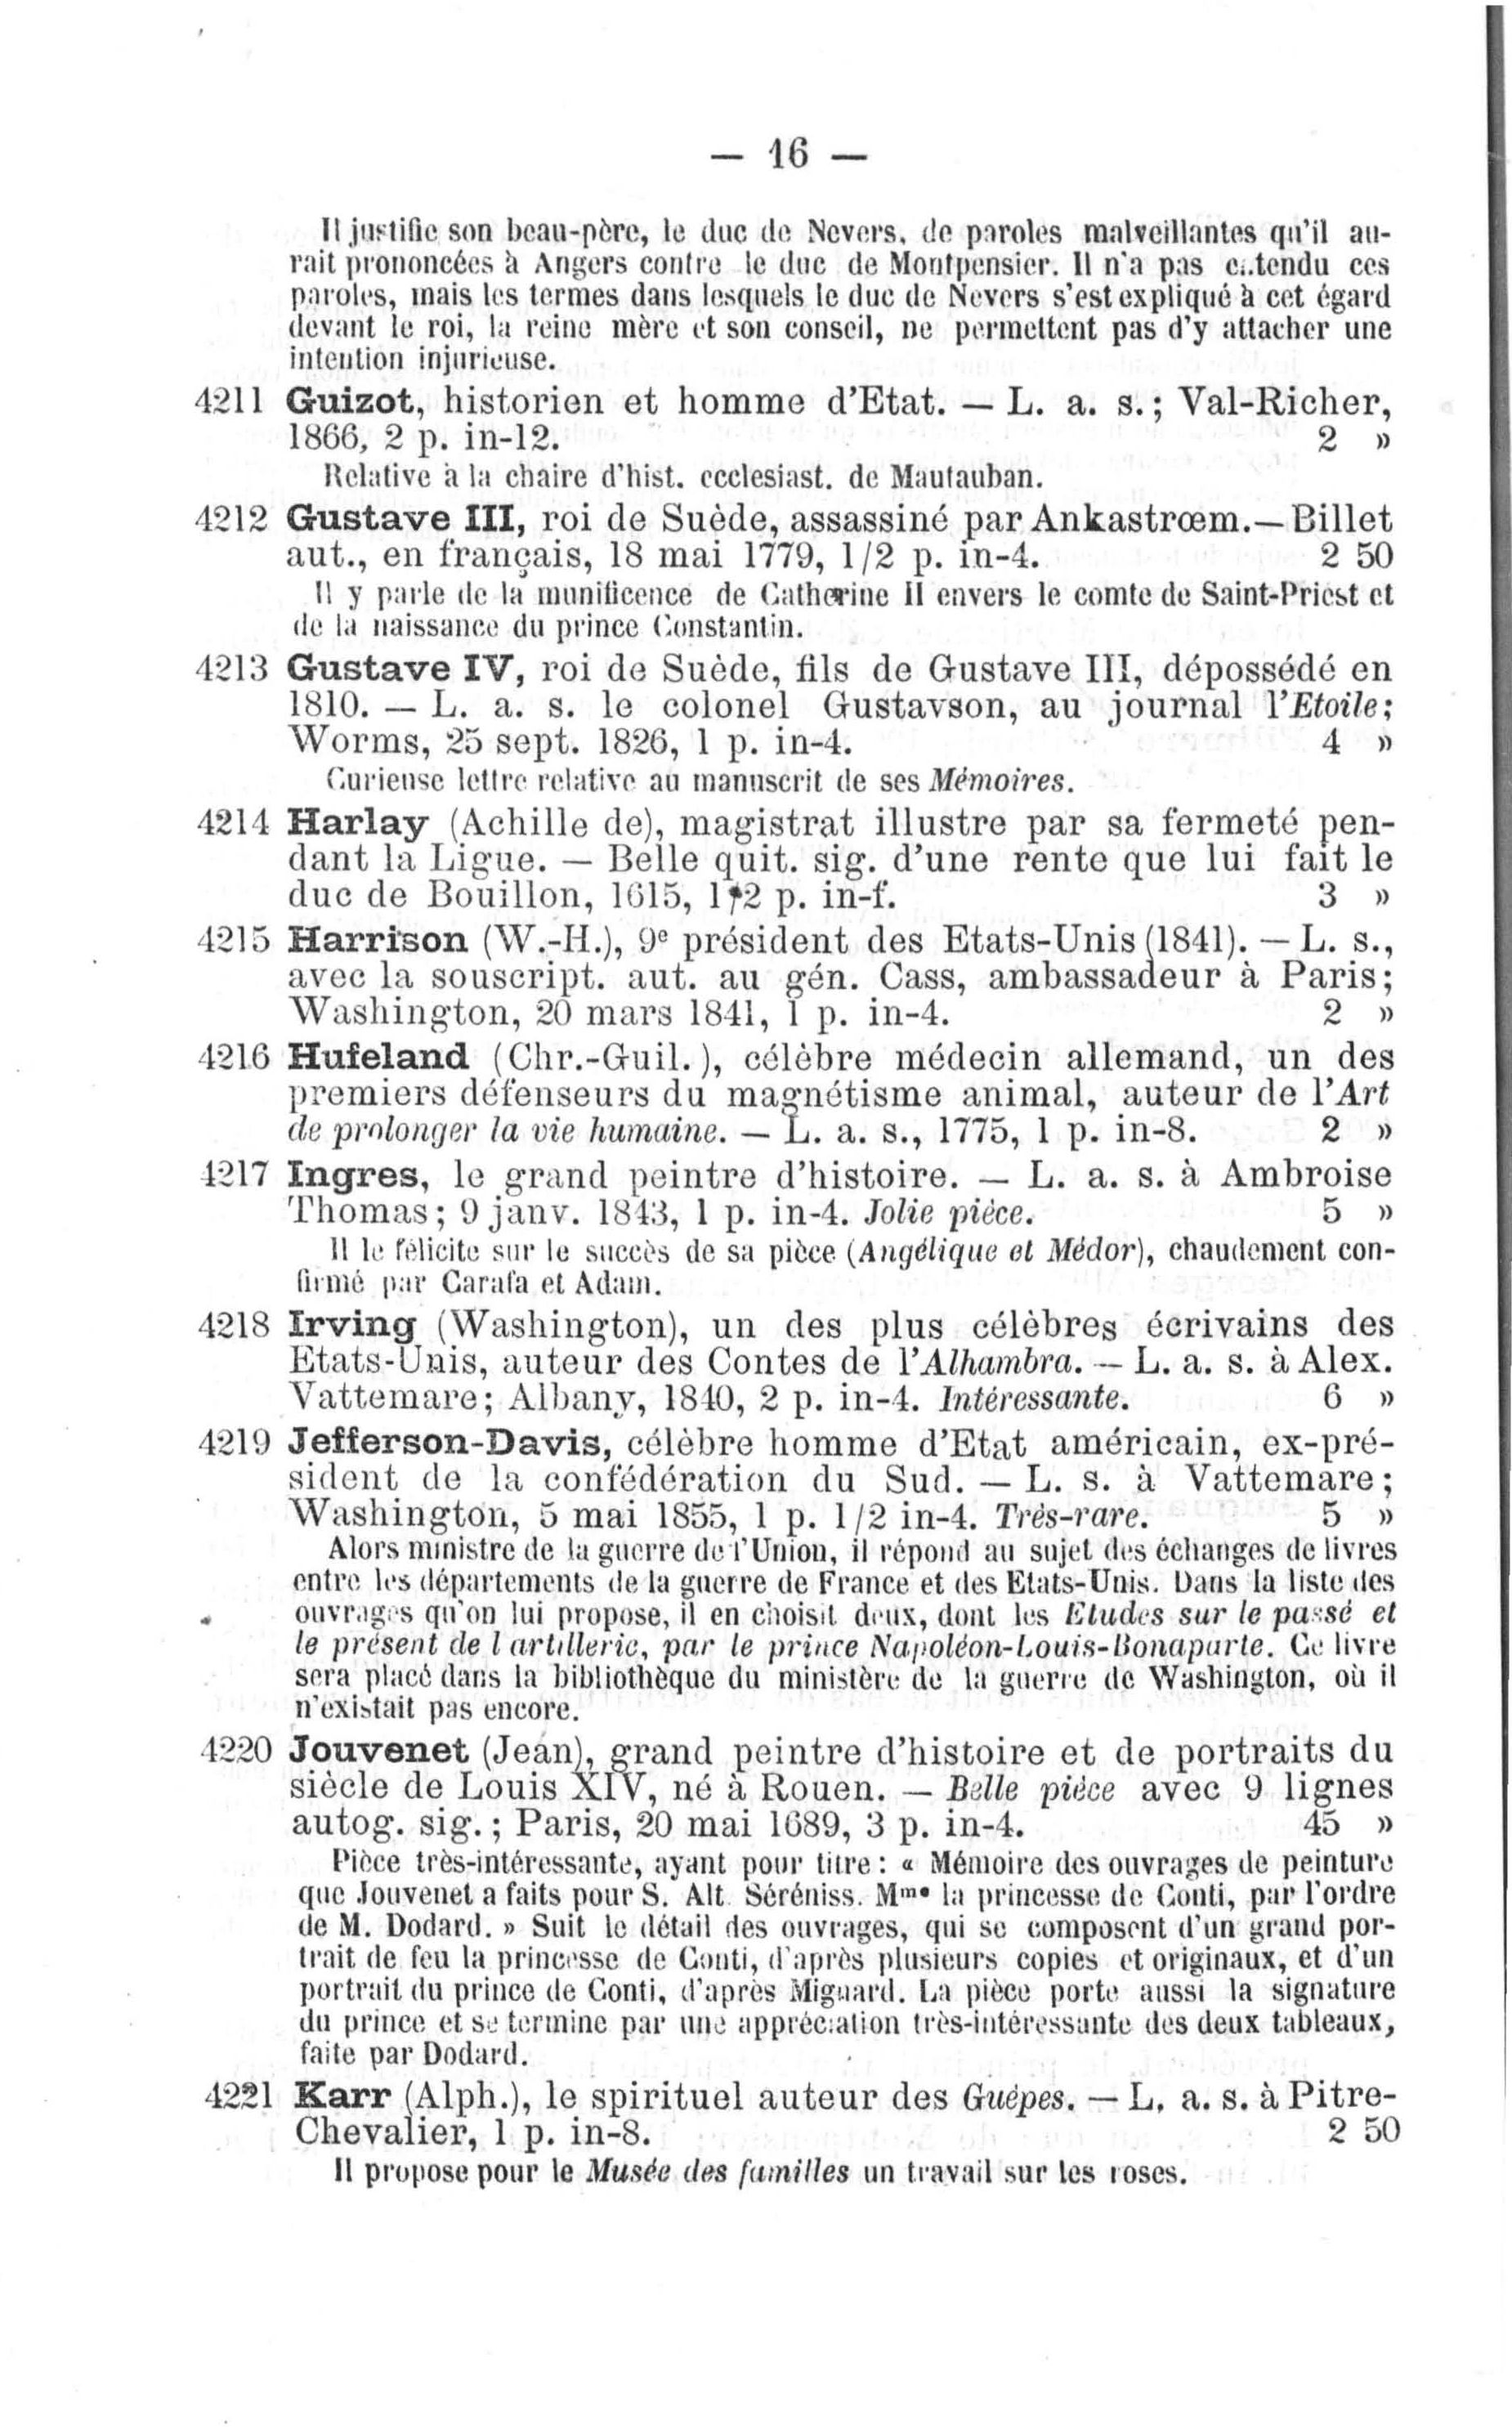 — 16 —
Il justifie son beau-père, le duc de Nevers, de paroles malveillantes qu'il au-
rait prononcées à Angers contre le duc de Montpensier. Il n'a pas entendu ces
paroles, mais les termes dans lesquels le duc de Nevers s'est expliqué à cet égard
devant le roi, la reine mère et son conseil, ne permettent pas d'y attacher une
intention injurieuse.
4211 Guizot, historien et homme d'Etat. — L. a. s.; Val-Richer,
1866, 2 p. in-12. 2 »
Relative à la chaire d'hist. ecclesiast. de Mautauban.
4212 Gustave III, roi de Suède, assassiné par Ankastrœm.— Billet
aut., en français, 18 mai 1779, 1/2 p. in-4. 2 50
Il y parle de la munificence de Catherine II envers le comte de Saint-Priest et
de la naissance du prince Constantin.
4213 Gustave IV, roi de Suède, fils de Gustave III, dépossédé en
1810. — L. a. s. le colonel Gustavson, au journal l'Etoile;
Worms, 25 sept. 1826, 1 p. in-4. 4 »
Curieuse lettre relative au manuscrit de ses Mémoires.
4214 Harlay (Achille de), magistrat illustre par sa fermeté pen-
dant la Ligue. — Belle quit. sig. d'une rente que lui fait le
duc de Bouillon, 1615, 1/2 p. in-f. 3 »
4215 Harrison (W.-H.), 9e président des Etats-Unis (1841). — L. s.,
avec la souscript. aut. au gén. Cass, ambassadeur à Paris;
Washington, 20 mars 1841, 1 p. in-4. 2 »
4216 Hufeland (Chr.-Guil.), célèbre médecin allemand, un des
premiers défenseurs du magnétisme animal, auteur de l'Art
de prolonger la vie humaine. — L. a. s., 1775, 1 p. in-8. 2 »
4217 Ingres, le grand peintre d'histoire. — L. a. s. à Ambroise
Thomas; 9 janv. 1843, 1 p. in-4. Jolie pièce. 5 »
Il le félicite sur le succès de sa pièce (Angélique et Médor), chaudement con-
firmé par Carafa et Adam.
4218 Irving (Washington), un des plus célèbres écrivains des
Etats-Unis, auteur des Contes de l'Alhambra. — L. a. s. à Alex.
Vattemare; Albany, 1840, 2 p. in-4. Intéressante. 6 »
4219 Jefferson-Davis, célèbre homme d'Etat américain, ex-pré-
sident de la confédération du Sud. — L. s. à Vattemare;
Washington, 5 mai 1855, 1 p. 1/2 in-4. Très-rare. 5 »
Alors ministre de la guerre de l'Union, il répond au sujet des échanges de livres
entre les départements de la guerre de France et des Etats-Unis. Dans la liste des
ouvrages qu'on lui propose, il en choisit deux, dont les Etudes sur le passé et
le présent de l'artillerie, par le prince Napoléon-Louis-Bonaparte. Ce livre
sera placé dans la bibliothèque du ministère de la guerre de Washington, où il
n'existait pas encore.
4220 Jouvenet (Jean), grand peintre d'histoire et de portraits du
siècle de Louis XIV, né à Rouen. — Belle pièce avec 9 lignes
autog. sig.; Paris, 20 mai 1689, 3 p. in-4. 45 »
Pièce très-intéressante, ayant pour titre: « Mémoire des ouvrages de peinture
que Jouvenet a faits pour S. Alt. Séréniss. Mme la princesse de Conti, par l'ordre
de M. Dodard. » Suit le détail des ouvrages, qui se composent d'un grand por-
trait de feu la princesse de Conti, d'après plusieurs copies et originaux, et d'un
portrait du prince de Conti, d'après Mignard. La pièce porte aussi la signature
du prince et se termine par une appréciation très-intéressante des deux tableaux,
faite par Dodard.
4221 Karr (Alph.), le spirituel auteur des Guêpes. — L. a. s. à Pitre-
Chevalier, 1 p. in-8. 2 50
Il propose pour le Musée des familles un travail sur les roses.